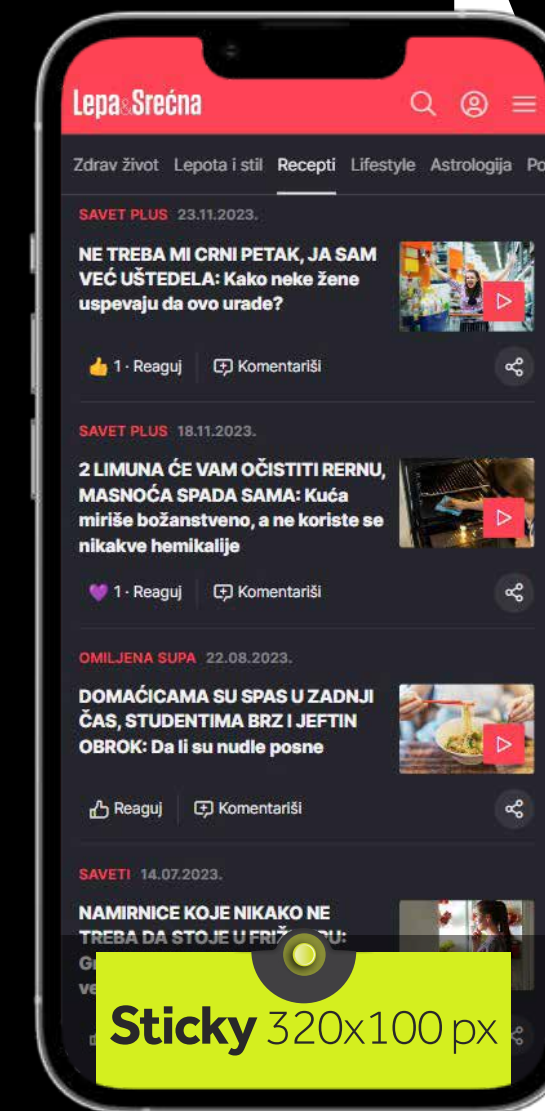 Lepa&Srećna
Zdrav život Lepota i stil Recepti Lifestyle Astrologija Po
SAVET PLUS 23.11.2023.
NE TREBA MI CRNI PETAK, JA SAM
VEĆ UŠTEDELA: Kako neke žene
uspevaju da ovo urade?
1 · Reaguj Komentariši
SAVET PLUS 18.11.2023.
2 LIMUNA ĆE VAM OČISTITI RERNU,
MASNOĆA SPADA SAMA: Kuća
miriše božanstveno, a ne koriste se
nikakve hemikalije
1 · Reaguj Komentariši
OMILJENA SUPA 22.08.2023.
DOMAĆICAMA SU SPAS U ZADNJI
ČAS, STUDENTIMA BRZ I JEFTIN
OBROK: Da li su nudle posne
Reaguj Komentariši
SAVETI 14.07.2023.
NAMIRNICE KOJE NIKAKO NE
TREBA DA STOJE U
Sticky 320x100 px